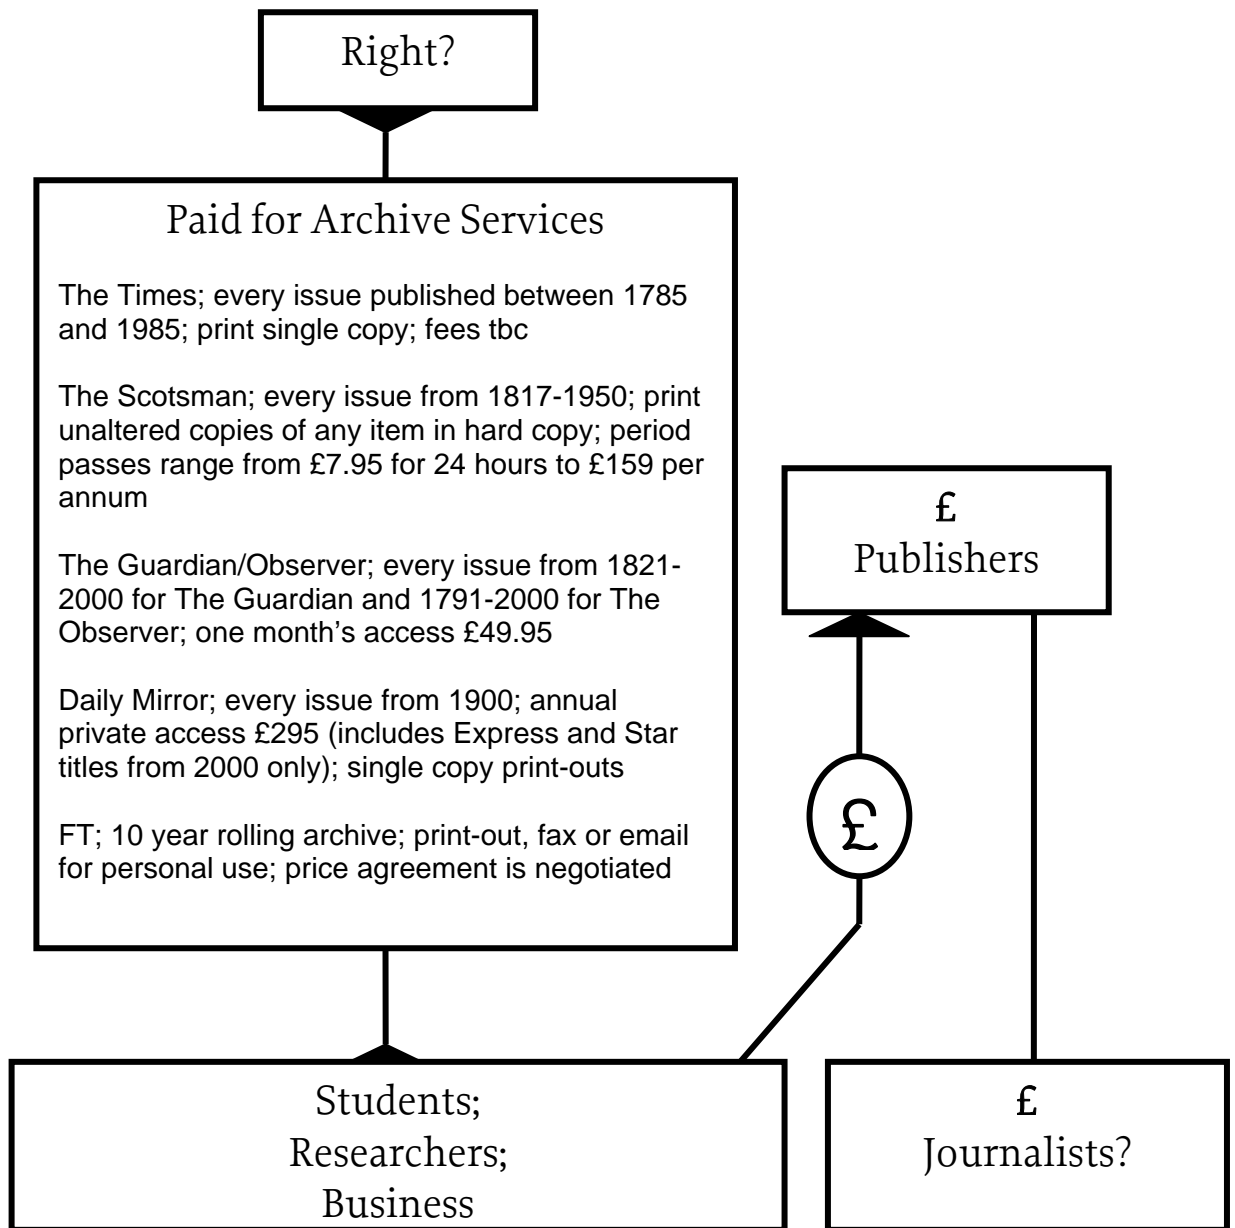 Right?
Paid for Archive Services
The Times; every issue published between 1785
and 1985; print single copy; fees tbc
The Scotsman; every issue from 1817-1950; print
unaltered copies of any item in hard copy; period
passes range from £7.95 for 24 hours to £159 per
annum
The Guardian/Observer; every issue from 1821-
2000 for The Guardian and 1791-2000 for The
Observer; one month's access £49.95
Daily Mirror; every issue from 1900; annual
private access £295 (includes Express and Star
titles from 2000 only); single copy print-outs
FT; 10 year rolling archive; print-out, fax or email
for personal use; price agreement is negotiated
£
Publishers
£
Students;
Researchers;
Business
£
Journalists?